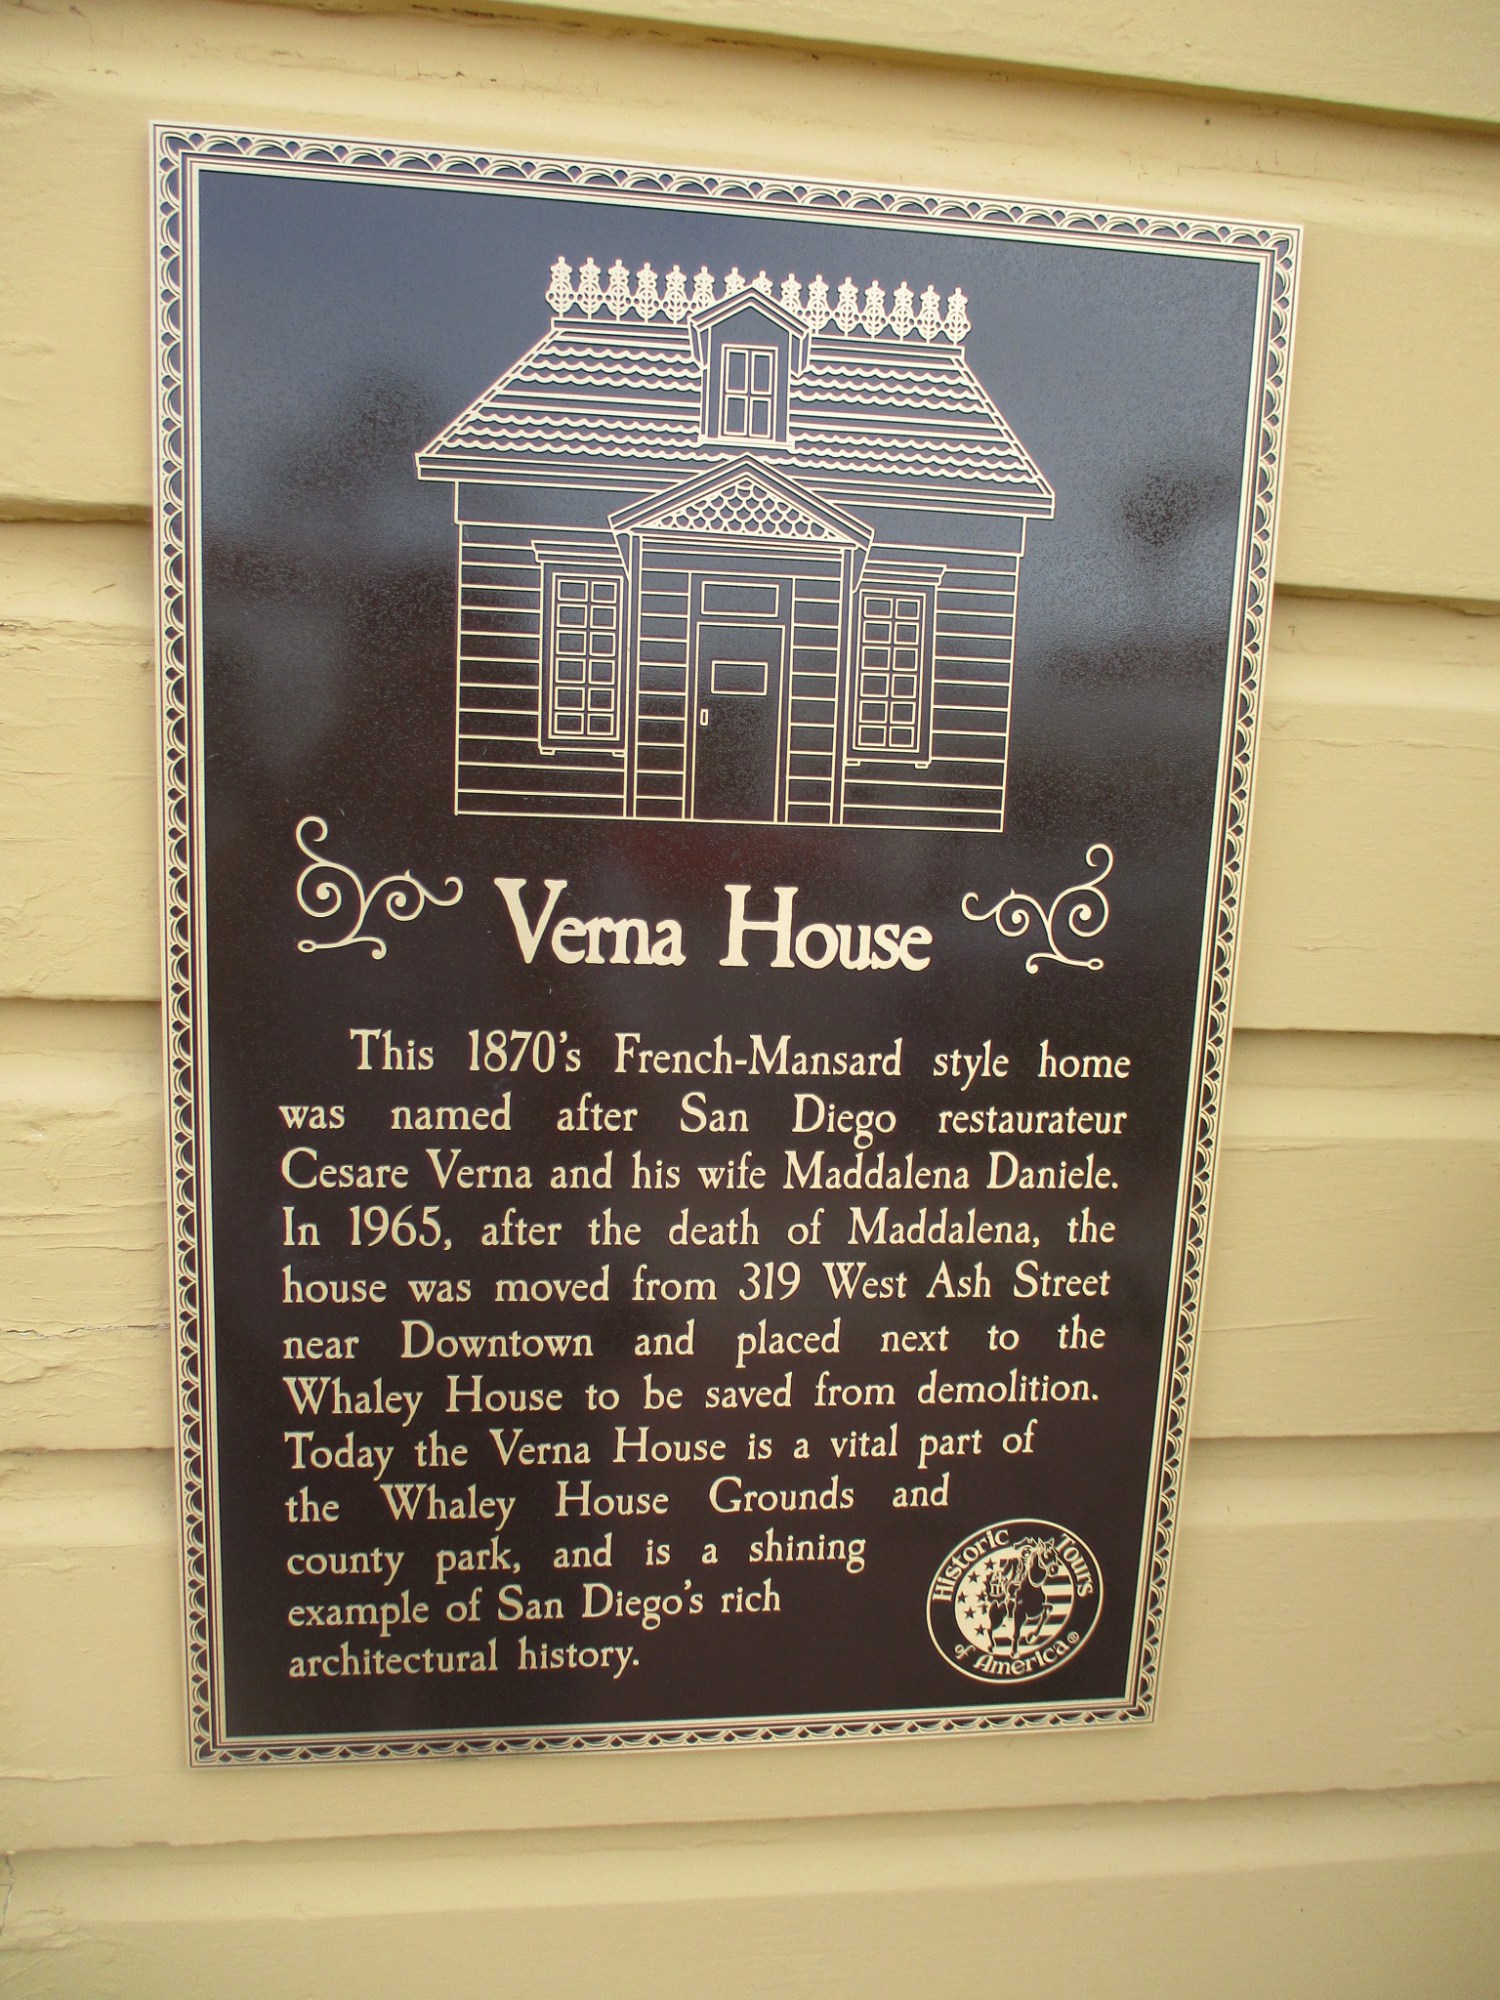 Verna House
This 1870's French-Mansard style home
was named after San Diego restaurateur
Cesare Verna and his wife Maddalena Daniele.
In 1965, after the death of Maddalena, the
house was moved from 319 West Ash Street
near Downtown and placed next to the
Whaley House to be saved from demolition.
Today the Verna House is a vital part of
the Whaley House Grounds and
county park, and is a shining
example of San Diego's rich
architectural history.
Historic Tours
of America®